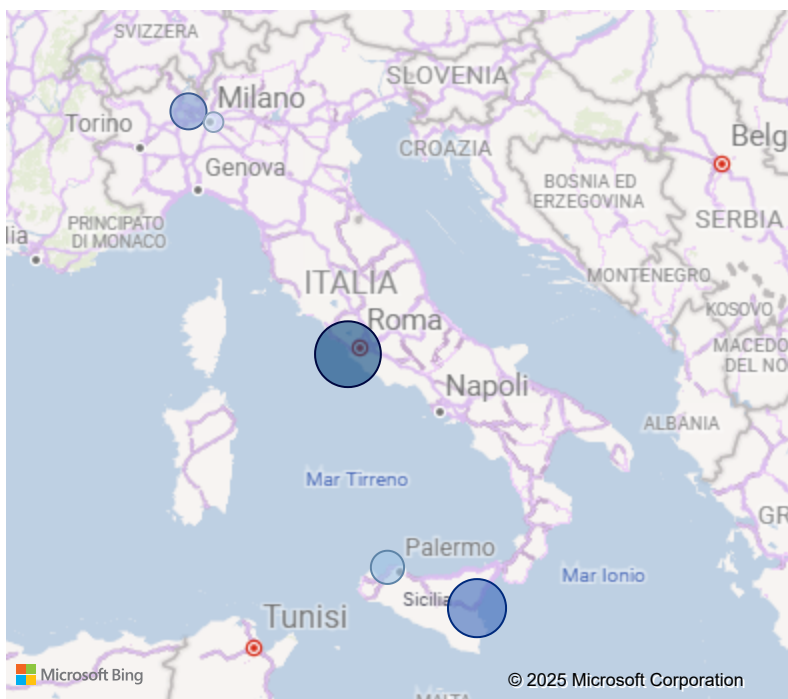 SVIZZERA
SLOVENIA
Milano
Torino
Belg
CROAZIA
Genova
BOSNIA ED
ERZEGOVINA
PRINCIPATO
DI MONACO
lia
SERBIA
ITALIA
MONTENEGRO
KOSOVO
Roma
MACEDO
DEL NO
Napoli
ALBANIA
Mar Tirreno
GR
Palermo
Mar Ionio
Sicilia
Tunisi
Microsoft Bing
© 2025 Microsoft Corporation
MALTA